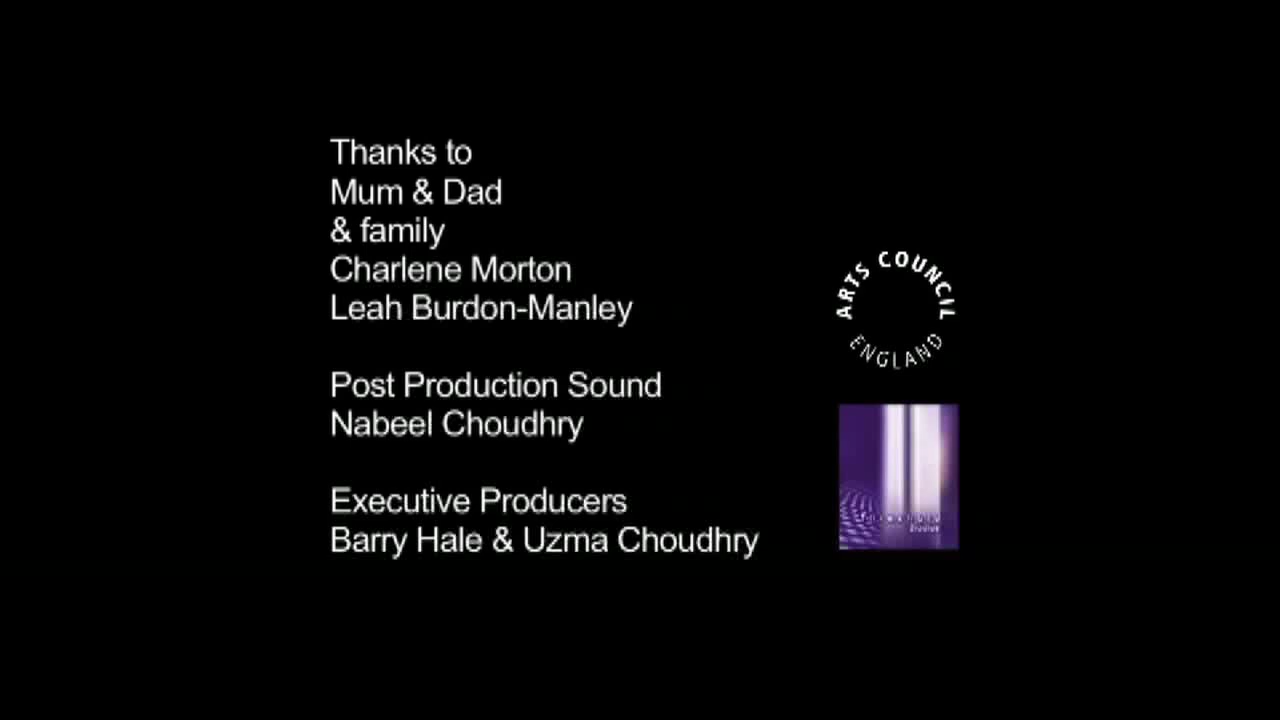 Thanks to
Mum & Dad
& family
Charlene Morton
Leah Burdon-Manley
Post Production Sound
Nabeel Choudhry
Executive Producers
Barry Hale & Uzma Choudhry
ARTS COUNCIL
ENGLAND